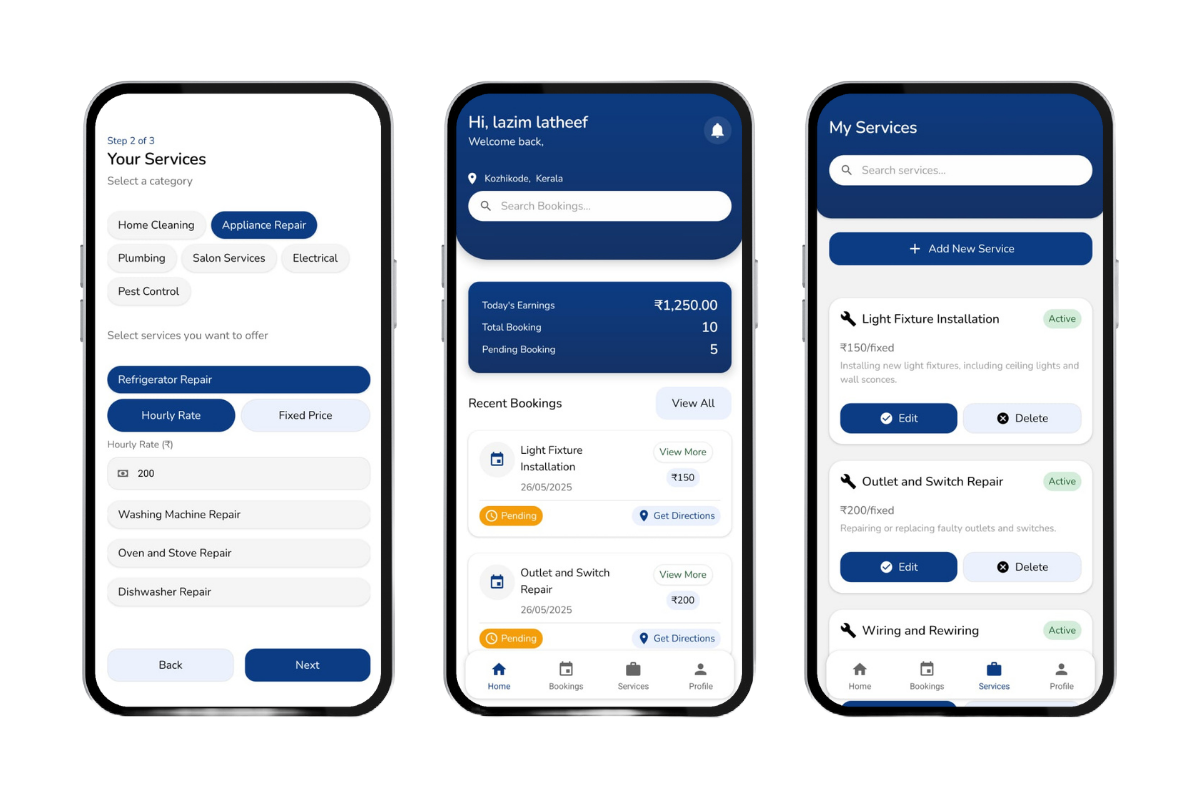 Step 2 of 3
Your Services
Select a category
Home Cleaning
Appliance Repair
Plumbing
Salon Services
Electrical
Pest Control
Select services you want to offer
Refrigerator Repair
Hourly Rate
Fixed Price
Hourly Rate (₹)
200
Washing Machine Repair
Oven and Stove Repair
Dishwasher Repair
Back
Next
Hi, lazim latheef
Welcome back,
Kozhikode, Kerala
Search Bookings...
Today's Earnings ₹1,250.00
Total Booking 10
Pending Booking 5
Recent Bookings
View All
Light Fixture
Installation
26/05/2025
View More
₹150
Pending
Get Directions
Outlet and Switch
Repair
26/05/2025
View More
₹200
Pending
Get Directions
Home
Bookings
Services
Profile
My Services
Search services...
+ Add New Service
Light Fixture Installation
Active
₹150/fixed
Installing new light fixtures, including ceiling lights and
wall sconces.
Edit
Delete
Outlet and Switch Repair
Active
₹200/fixed
Repairing or replacing faulty outlets and switches.
Edit
Delete
Wiring and Rewiring
Active
Home
Bookings
Services
Profile